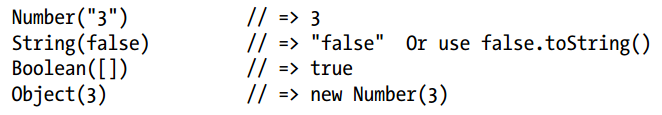 Number("3")              // => 3
String(false)            // => "false"  Or use false.toString()
Boolean([])              // => true
Object(3)                // => new Number(3)